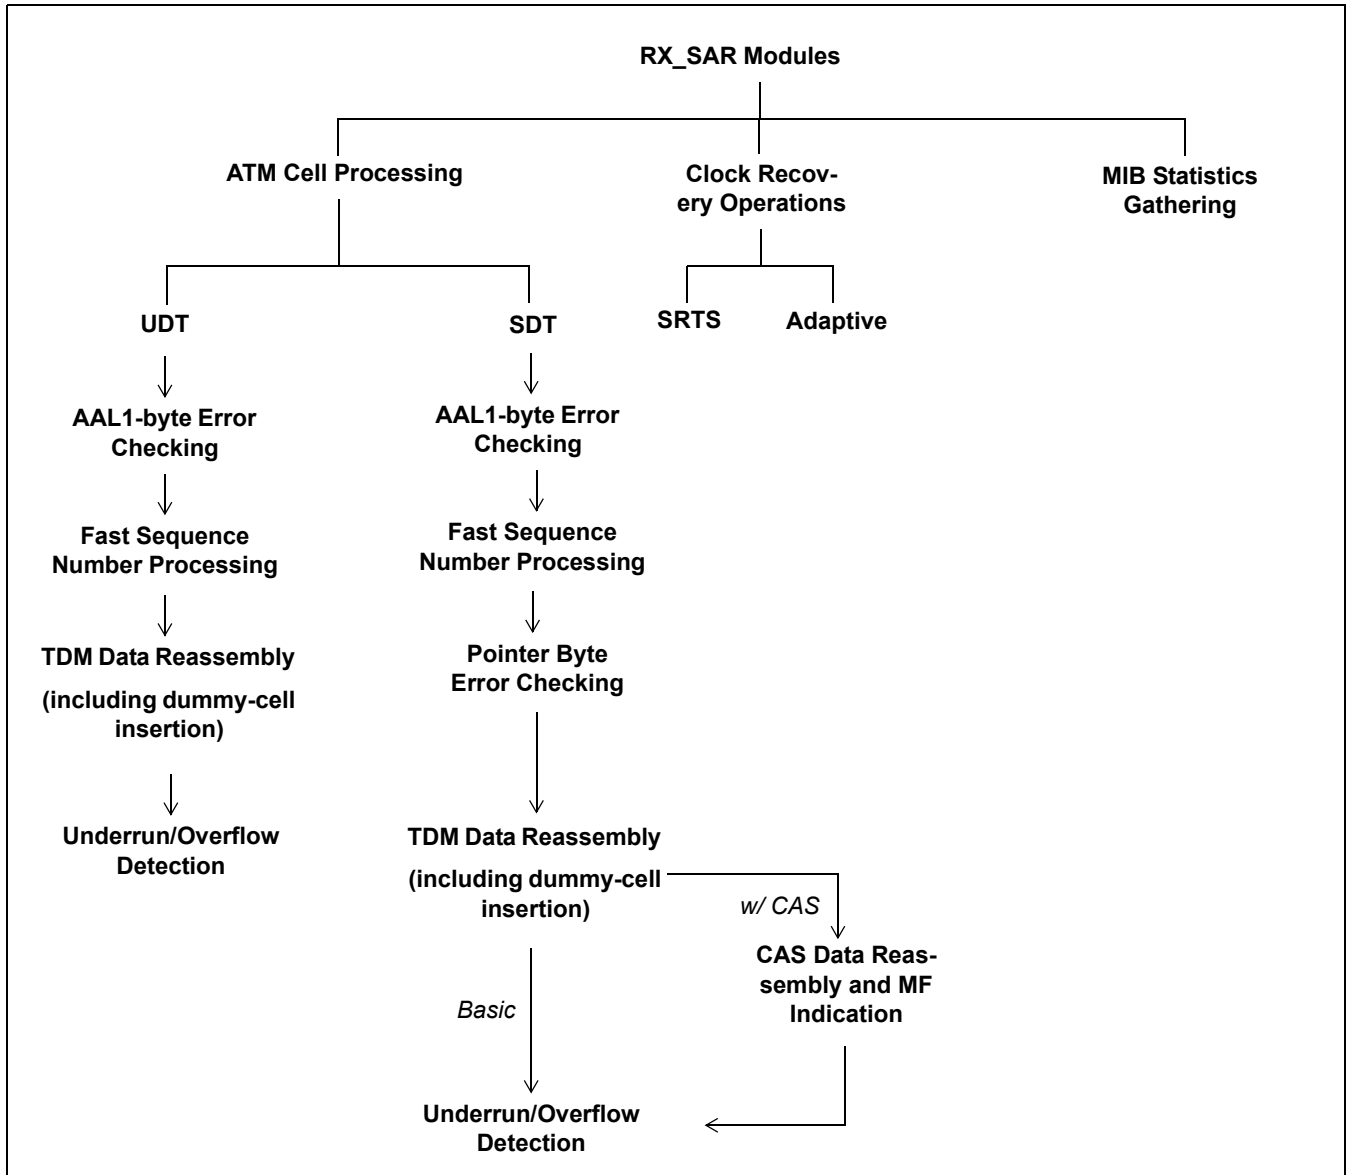 RX_SAR Modules
ATM Cell Processing
Clock Recov-
ery Operations
MIB Statistics
Gathering
UDT
SDT
SRTS
Adaptive
AAL1-byte Error
Checking
Fast Sequence
Number Processing
TDM Data Reassembly
(including dummy-cell
insertion)
Underrun/Overflow
Detection
AAL1-byte Error
Checking
Fast Sequence
Number Processing
Pointer Byte
Error Checking
TDM Data Reassembly
(including dummy-cell
insertion)
w/ CAS
CAS Data Reas-
sembly and MF
Indication
Basic
Underrun/Overflow
Detection